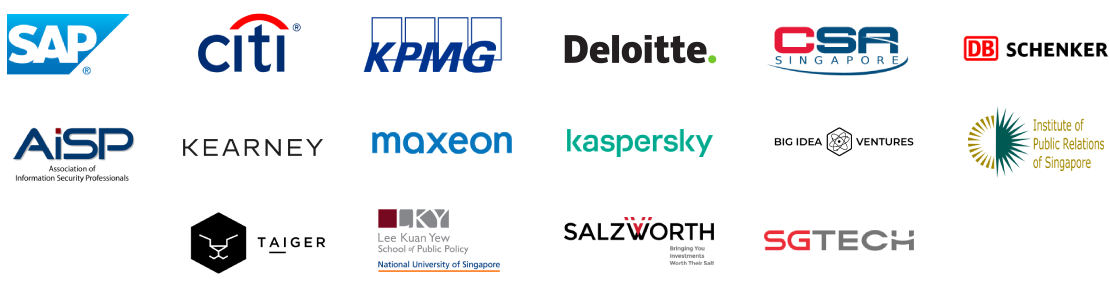 SAP®
citi®
KPMG
Deloitte.
CSA
SINGAPORE
DB SCHENKER
AiSP
Association of
Information Security Professionals
KEARNEY
maxeon
kaspersky
BIG IDEA VENTURES
Institute of
Public Relations
of Singapore
TAIGER
LKY
Lee Kuan Yew
School of Public Policy
National University of Singapore
SALZWORTH
Bringing You
Investments
Worth Their Salt
SGTECH